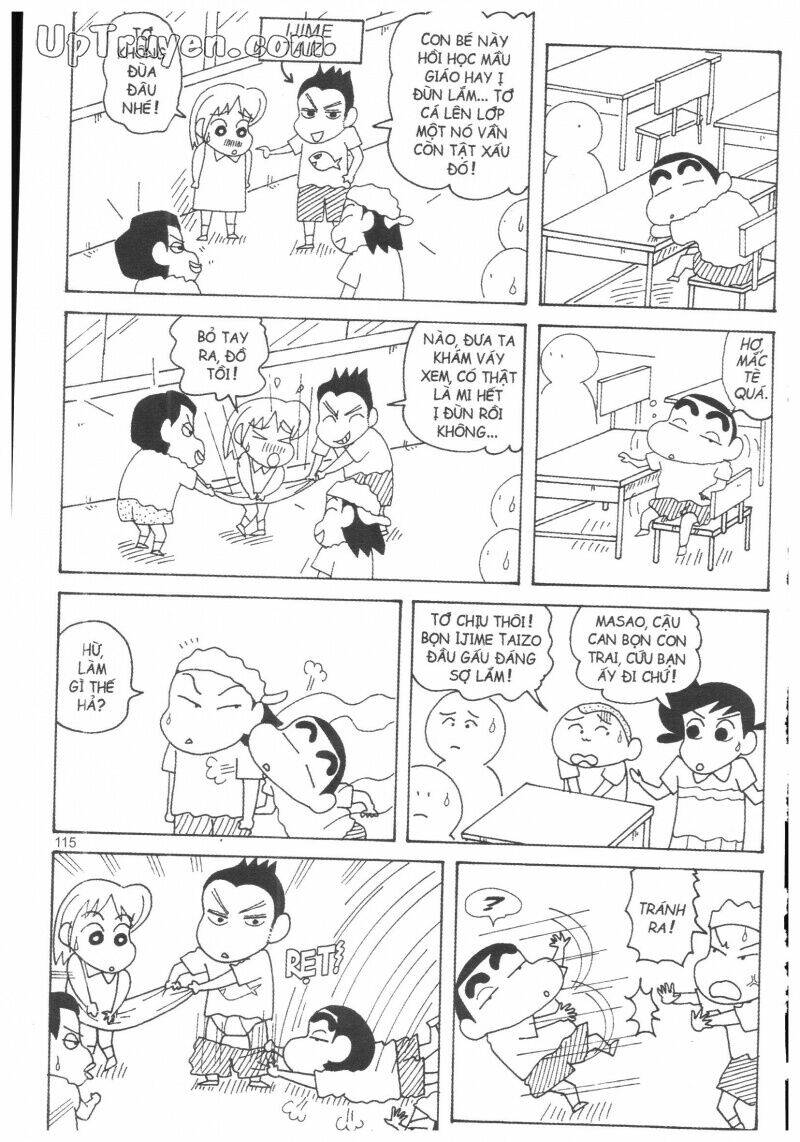 UpTruyen.com
TỚ
KHÔNG
ĐÙA
ĐÂU
NHÉ!
IJIME
TAIZO
CON BÉ NÀY
HỒI HỌC MẪU
GIÁO HAY Ị
ĐÙN LẮM... TỚ
CÁ LÊN LỚP
MỘT NÓ VẪN
CÒN TẬT XẤU
ĐÓ!
BỎ TAY
RA, ĐỒ
TỒI!
NÀO, ĐƯA TA
KHÁM VÁY
XEM, CÓ THẬT
LÀ MI HẾT
Ị ĐÙN RỒI
KHÔNG...
HƠ,
MẮC
TÈ
QUÁ.
HỪ,
LÀM
GÌ THẾ
HẢ?
TỚ CHỊU THÔI!
BỌN IJIME TAIZO
ĐẦU GẤU ĐÁNG
SỢ LẮM!
MASAO, CẬU
CAN BỌN CON
TRAI, CỨU BẠN
ẤY ĐI CHỨ!
115
RET!
?
TRÁNH
RA!